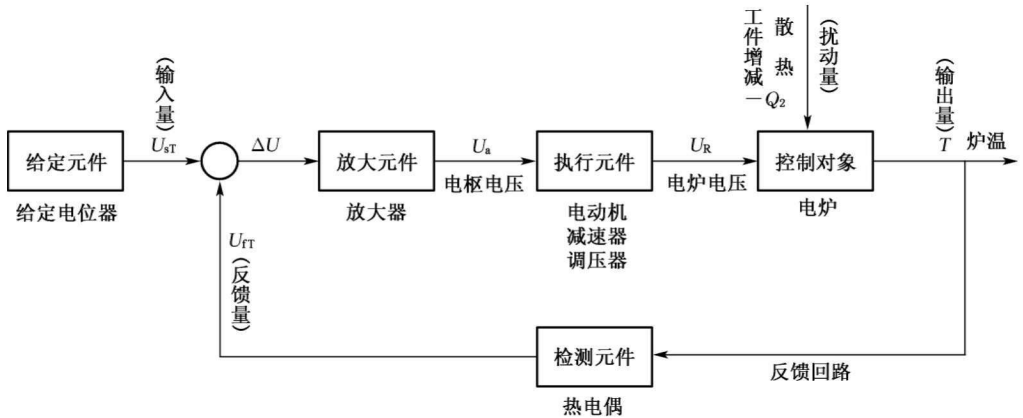 工件增减
散热
－Q₂
(扰动量)
(输入量)
(输出量)
给定元件
U_sT
ΔU
放大元件
U_a
电枢电压
执行元件
U_R
电炉电压
控制对象
T
炉温
给定电位器
放大器
电动机
减速器
调压器
电炉
U_fT
(反馈量)
检测元件
反馈回路
热电偶